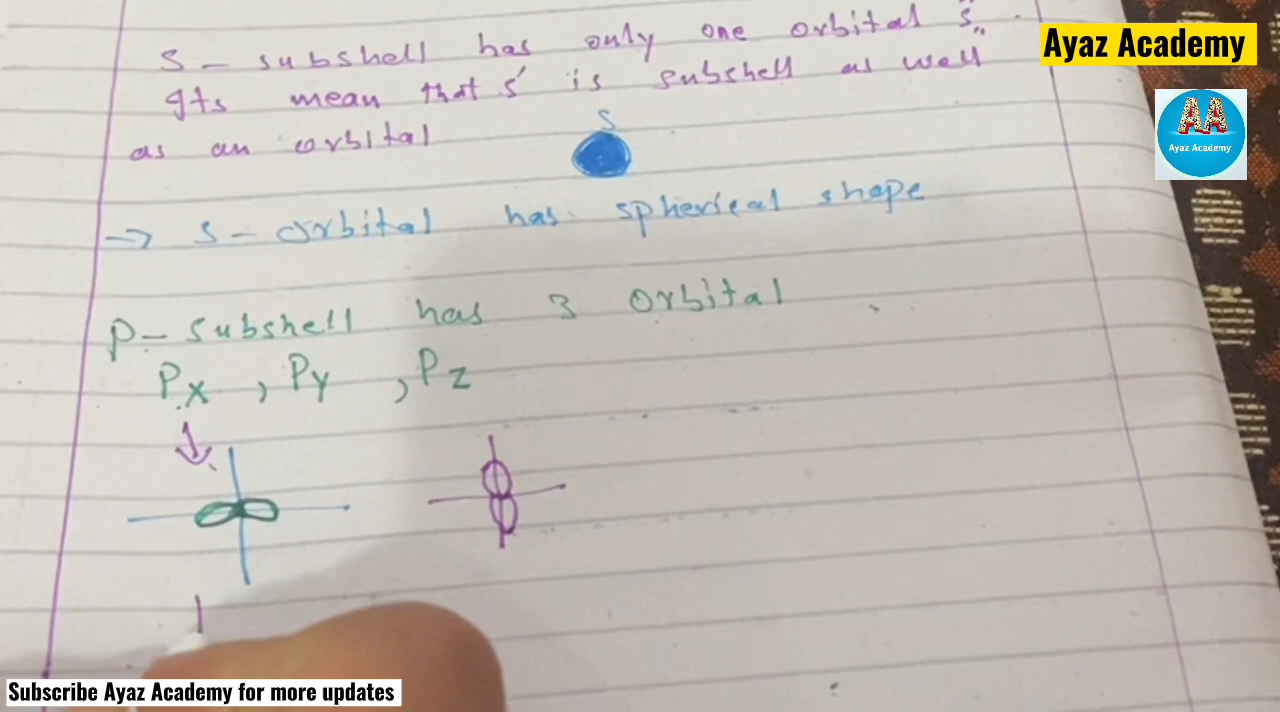 S - subshell has only one orbital s,,
Its mean that s' is subshell as well
as an orbital
S
→ s - orbital has spherical shape
P - subshell has 3 orbital
Px , Py , Pz
Ayaz Academy
AA
Ayaz Academy
Subscribe Ayaz Academy for more updates